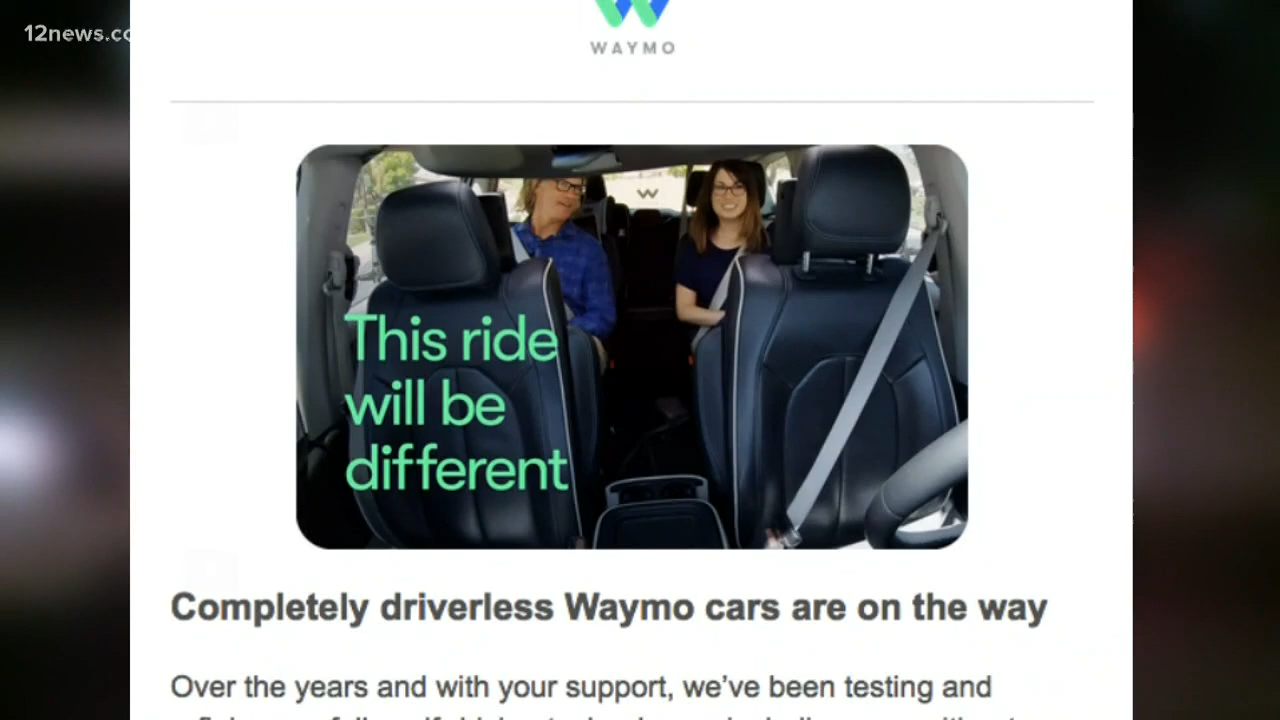 12news.co
WAYMO
This ride
will be
different
Completely driverless Waymo cars are on the way
Over the years and with your support, we've been testing and